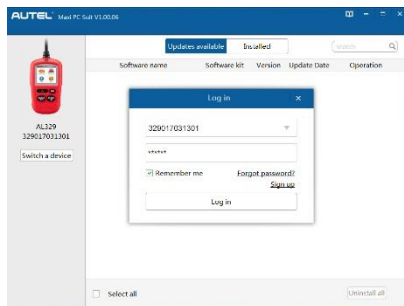 AUTEL Maxi PC Suit V1.00.06
Updates available Installed
search
Software name Software kit Version Update Date Operation
Log in
AL329
329017031301
Switch a device
329017031301
******
Remember me Forgot password?
Sign up
Log in
Select all Uninstall all